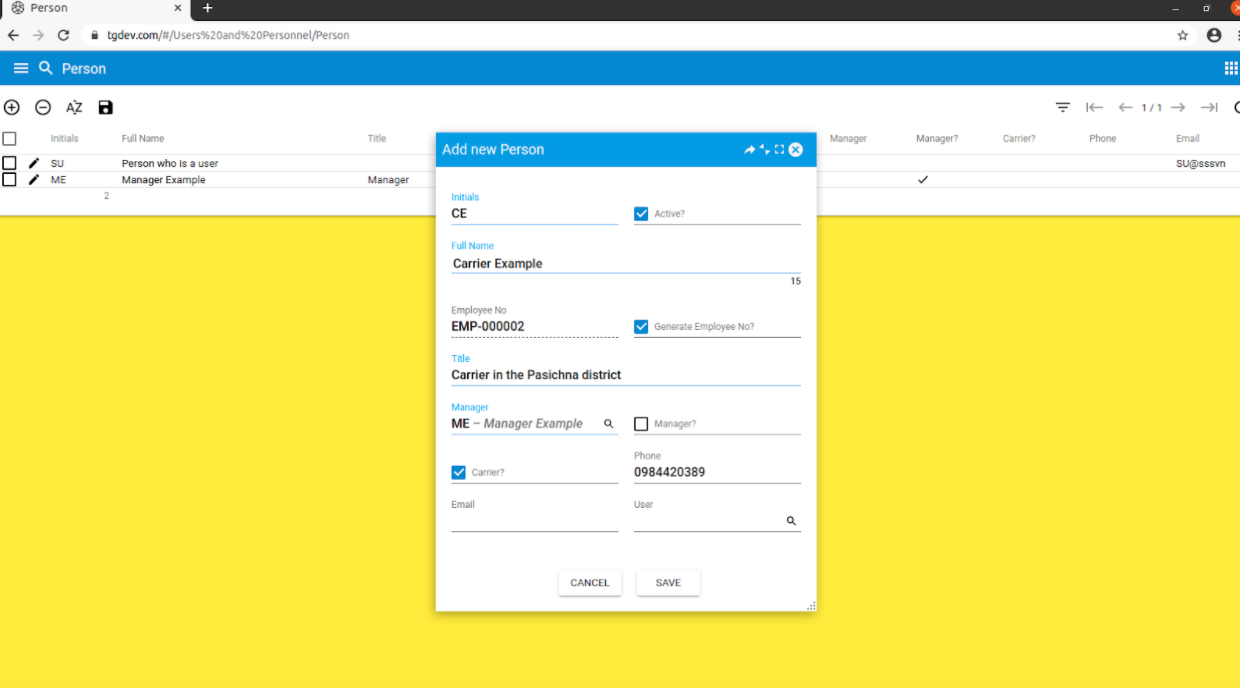 Person
tgdev.com/#/Users%20and%20Personnel/Person
Person
AZ
1 / 1
Initials Full Name Title Manager Manager? Carrier? Phone Email
SU Person who is a user SU@sssvn
ME Manager Example Manager
2
Add new Person
Initials
CE
Active?
Full Name
Carrier Example
15
Employee No
EMP-000002
Generate Employee No?
Title
Carrier in the Pasichna district
Manager
ME – Manager Example
Manager?
Carrier?
Phone
0984420389
Email
User
CANCEL SAVE